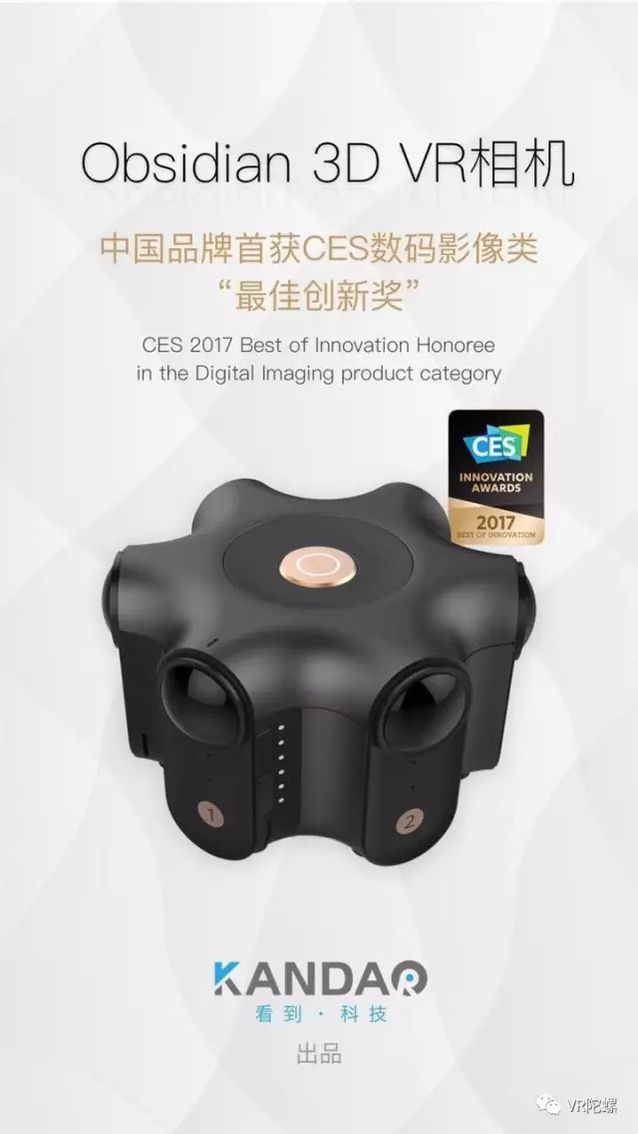 Obsidian 3D VR相机
中国品牌首获CES数码影像类
“最佳创新奖”
CES 2017 Best of Innovation Honoree
in the Digital Imaging product category
CES
INNOVATION
AWARDS
2017
BEST OF INNOVATION
1
2
KANDAO
看到·科技
出品
VR陀螺